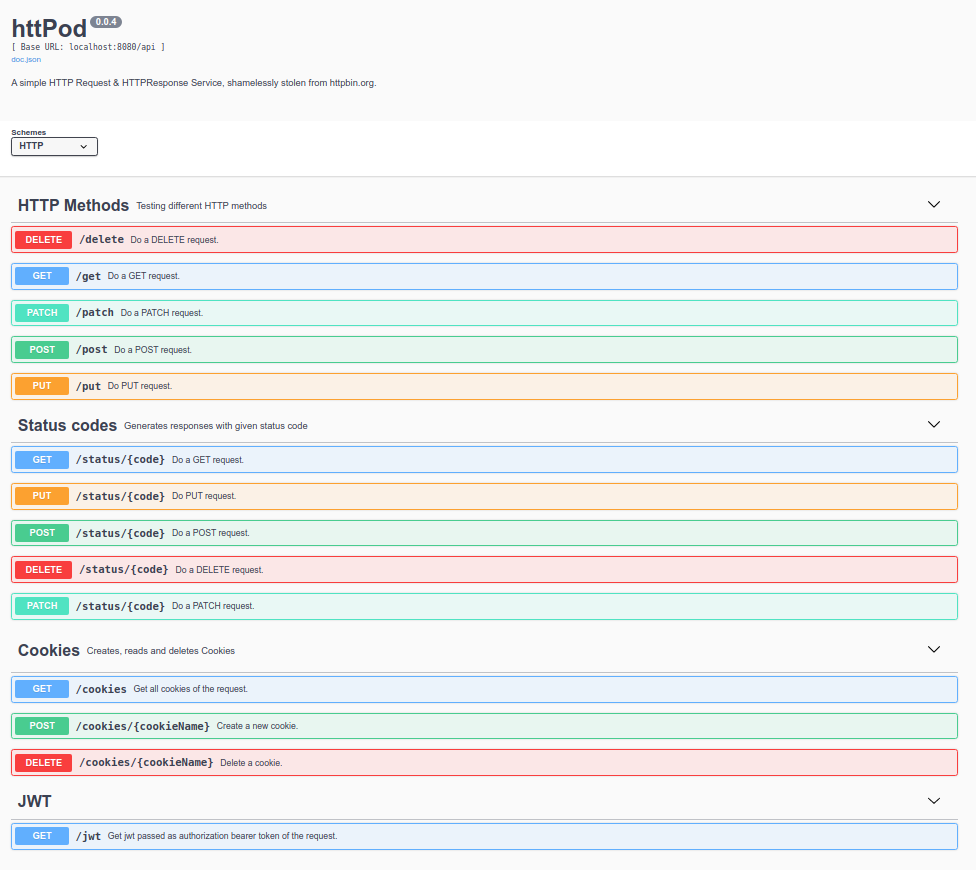 httPod 0.0.4
[ Base URL: localhost:8080/api ]
doc.json
A simple HTTP Request & HTTPResponse Service, shamelessly stolen from httpbin.org.
Schemes
HTTP
HTTP Methods Testing different HTTP methods
DELETE /delete Do a DELETE request.
GET /get Do a GET request.
PATCH /patch Do a PATCH request.
POST /post Do a POST request.
PUT /put Do PUT request.
Status codes Generates responses with given status code
GET /status/{code} Do a GET request.
PUT /status/{code} Do PUT request.
POST /status/{code} Do a POST request.
DELETE /status/{code} Do a DELETE request.
PATCH /status/{code} Do a PATCH request.
Cookies Creates, reads and deletes Cookies
GET /cookies Get all cookies of the request.
POST /cookies/{cookieName} Create a new cookie.
DELETE /cookies/{cookieName} Delete a cookie.
JWT
GET /jwt Get jwt passed as authorization bearer token of the request.